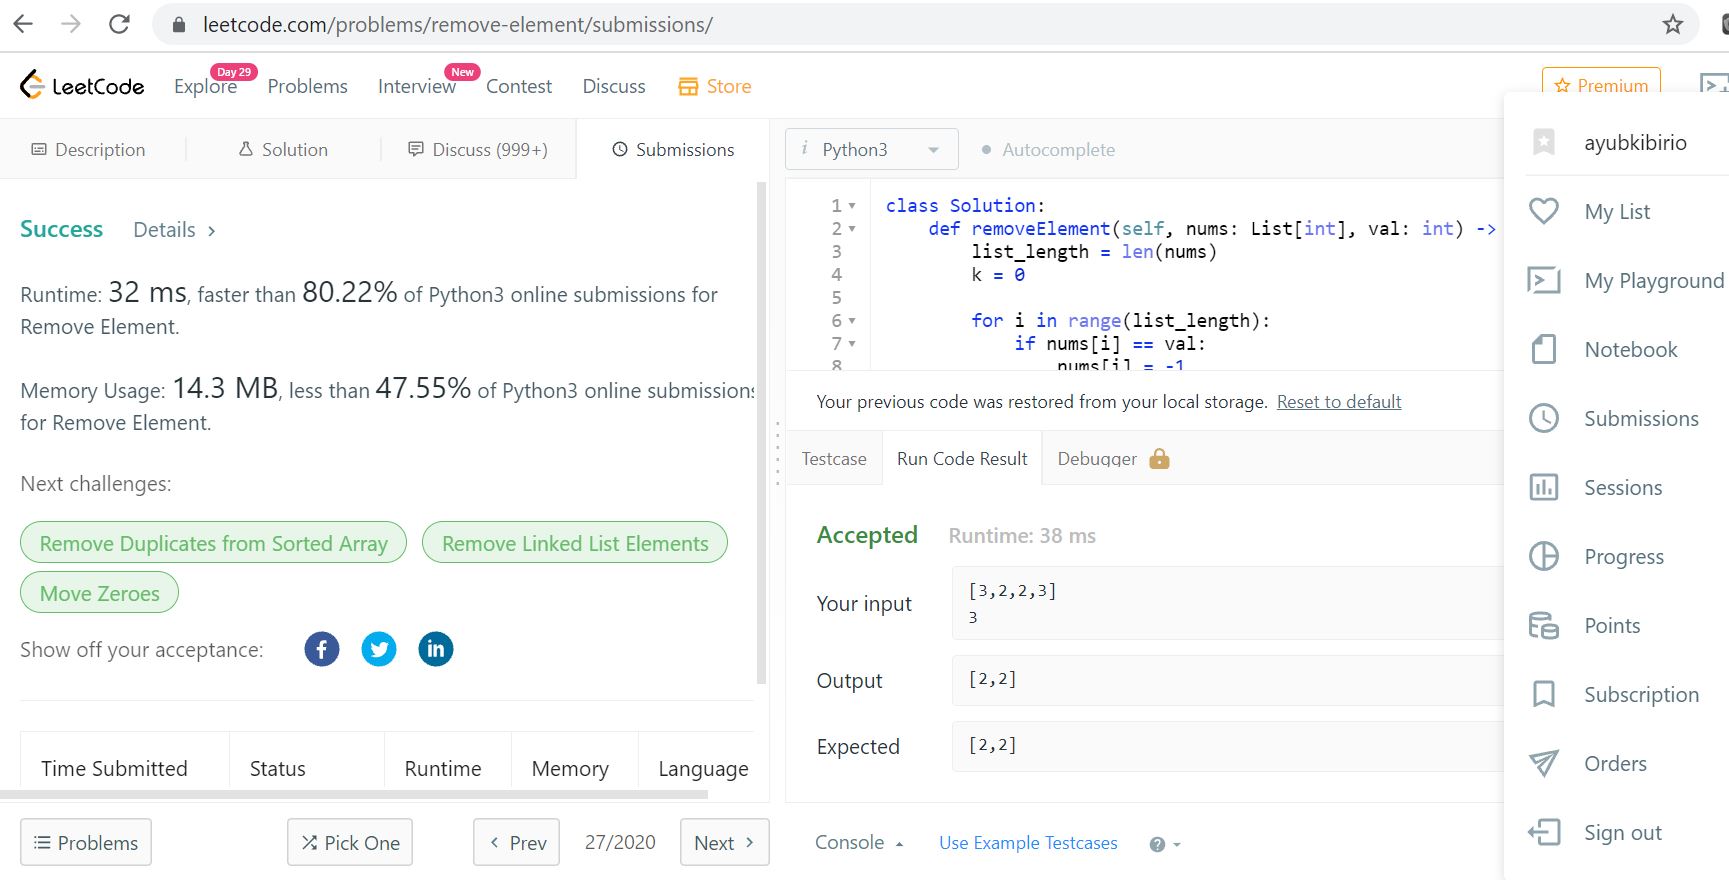 leetcode.com/problems/remove-element/submissions/
LeetCode
Explore
Day 29
Problems
Interview
New
Contest
Discuss
Store
Premium
Description
Solution
Discuss (999+)
Submissions
Success Details ›
Runtime: 32 ms, faster than 80.22% of Python3 online submissions for
Remove Element.
Memory Usage: 14.3 MB, less than 47.55% of Python3 online submissions
for Remove Element.
Next challenges:
Remove Duplicates from Sorted Array
Remove Linked List Elements
Move Zeroes
Show off your acceptance:
Time Submitted Status Runtime Memory Language
Problems
Pick One
‹ Prev
27/2020
Next ›
i Python3
Autocomplete
1 class Solution:
2 def removeElement(self, nums: List[int], val: int) ->
3 list_length = len(nums)
4 k = 0
5
6 for i in range(list_length):
7 if nums[i] == val:
8 nums[i] = -1
Your previous code was restored from your local storage. Reset to default
Testcase
Run Code Result
Debugger
Accepted Runtime: 38 ms
Your input
[3,2,2,3]
3
Output
[2,2]
Expected
[2,2]
Console
Use Example Testcases
?
ayubkibirio
My List
My Playground
Notebook
Submissions
Sessions
Progress
Points
Subscription
Orders
Sign out